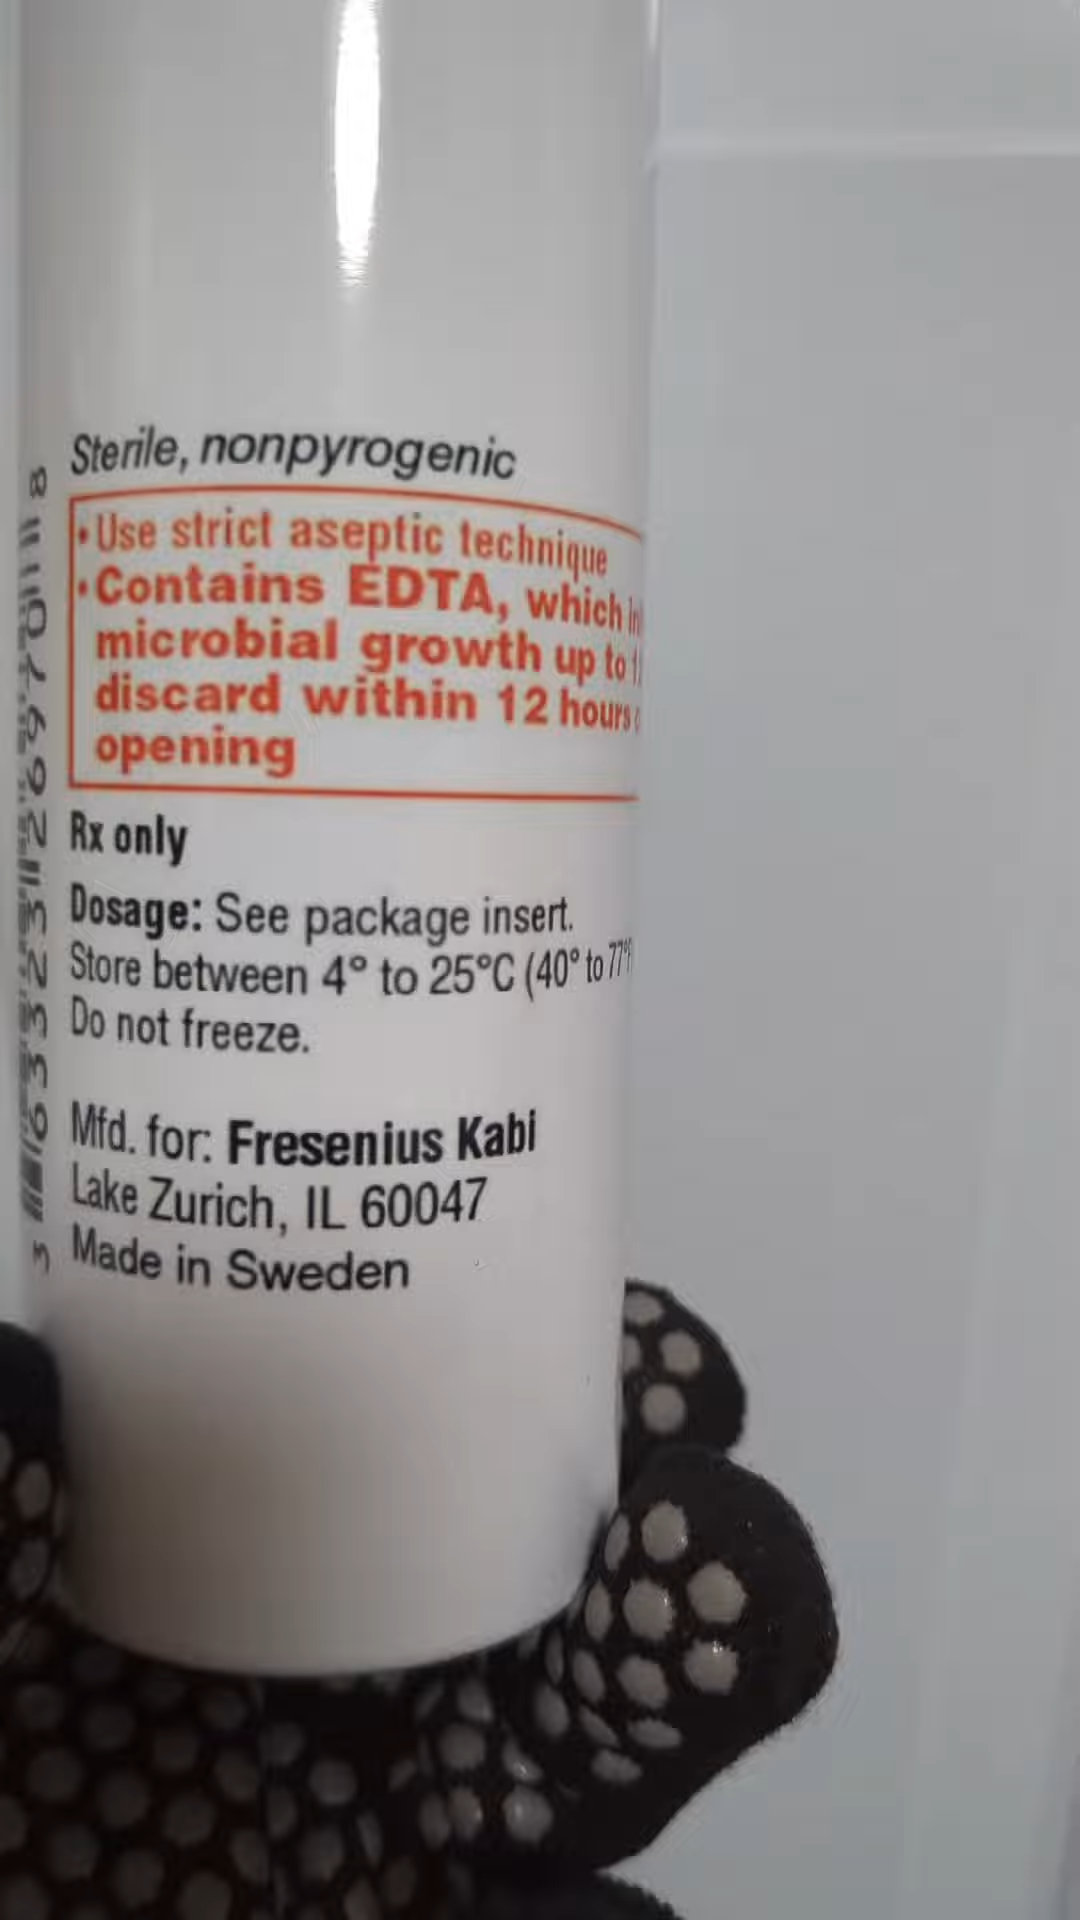 Sterile, nonpyrogenic
• Use strict aseptic technique
• Contains EDTA, which
microbial growth up to
discard within 12 hours
opening
Rx only
Dosage: See package insert.
Store between 4° to 25°C (40° to 77°F
Do not freeze.
Mfd. for: Fresenius Kabi
Lake Zurich, IL 60047
Made in Sweden